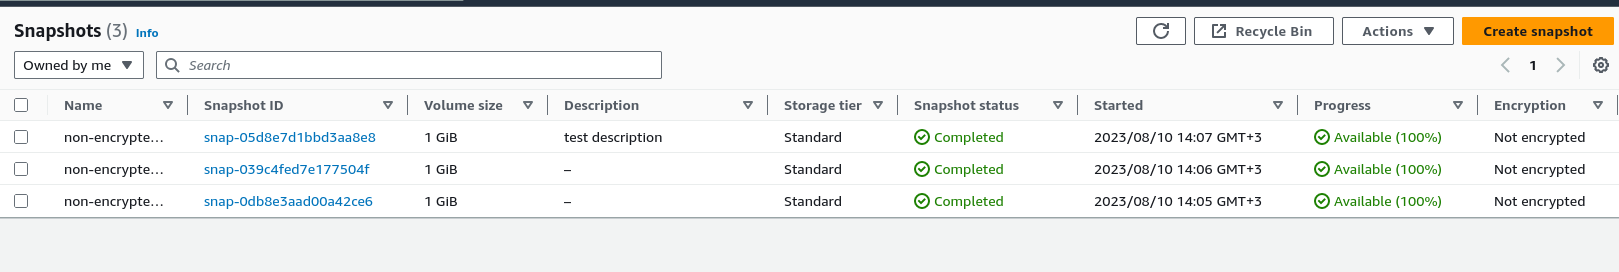 Snapshots (3) Info Recycle Bin Actions Create snapshot
Owned by me Search 1
Name Snapshot ID Volume size Description Storage tier Snapshot status Started Progress Encryption
non-encrypte... snap-05d8e7d1bbd3aa8e8 1 GiB test description Standard Completed 2023/08/10 14:07 GMT+3 Available (100%) Not encrypted
non-encrypte... snap-039c4fed7e177504f 1 GiB – Standard Completed 2023/08/10 14:06 GMT+3 Available (100%) Not encrypted
non-encrypte... snap-0db8e3aad00a42ce6 1 GiB – Standard Completed 2023/08/10 14:05 GMT+3 Available (100%) Not encrypted